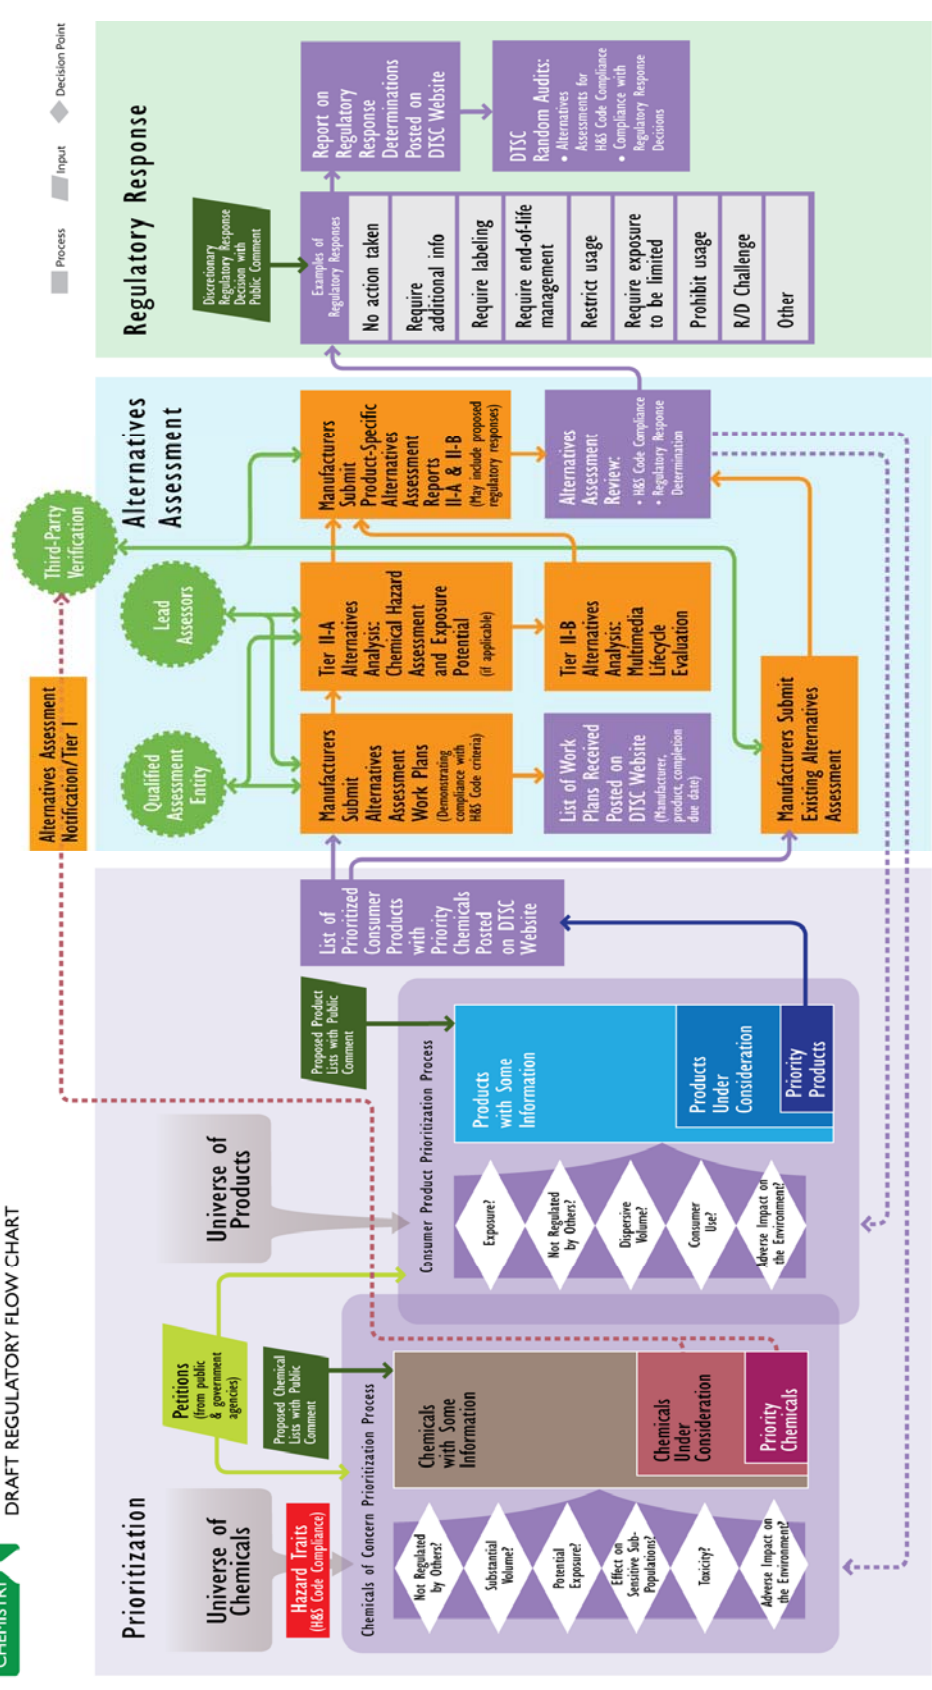 CHEMISTRY
DRAFT REGULATORY FLOW CHART
Process
Input
Decision Point
Prioritization
Universe of
Chemicals
Hazard Traits
(H&S Code Compliance)
Petitions
(from public
& government
agencies)
Proposed Chemical
Lists with Public
Comment
Chemicals of Concern Prioritization Process
Not Regulated
by Others?
Substantial
Volume?
Potential
Exposure?
Effect on
Sensitive Sub-
Populations?
Toxicity?
Adverse Impact on
the Environment?
Chemicals
with Some
Information
Chemicals
Under
Consideration
Priority
Chemicals
Universe of
Products
Proposed Product
Lists with Public
Comment
Consumer Product Prioritization Process
Exposure?
Not Regulated
by Others?
Dispersive
Volume?
Consumer
Use?
Adverse Impact on
the Environment?
Products
with Some
Information
Products
Under
Consideration
Priority
Products
List of
Prioritized
Consumer
Products
with
Priority
Chemicals
Posted
on DTSC
Website
Alternatives Assessment
Notification/Tier I
Third-Party
Verification
Alternatives
Assessment
Qualified
Assessment
Entity
Lead
Assessors
Manufacturers
Submit
Alternatives
Assessment
Work Plans
(Demonstrating
compliance with
H&S Code criteria)
List of Work
Plans Received
Posted on
DTSC Website
(Manufacturer,
product, completion
due date)
Manufacturers Submit
Existing Alternatives
Assessment
Tier II-A
Alternatives
Analysis:
Chemical Hazard
Assessment
and Exposure
Potential
(if applicable)
Tier II-B
Alternatives
Analysis:
Multimedia
Lifecycle
Evaluation
Manufacturers
Submit
Product-Specific
Alternatives
Assessment
Reports
II-A & II-B
(May include proposed
regulatory responses)
Alternatives
Assessment
Review:
• H&S Code Compliance
• Regulatory Response
Determination
Regulatory Response
Discretionary
Regulatory Response
Decision with
Public Comment
Examples of
Regulatory Responses
No action taken
Require
additional info
Require labeling
Require end-of-life
management
Restrict usage
Require exposure
to be limited
Prohibit usage
R/D Challenge
Other
Report on
Regulatory
Response
Determinations
Posted on
DTSC Website
DTSC
Random Audits:
• Alternatives
Assessments for
H&S Code Compliance
• Compliance with
Regulatory Response
Decisions